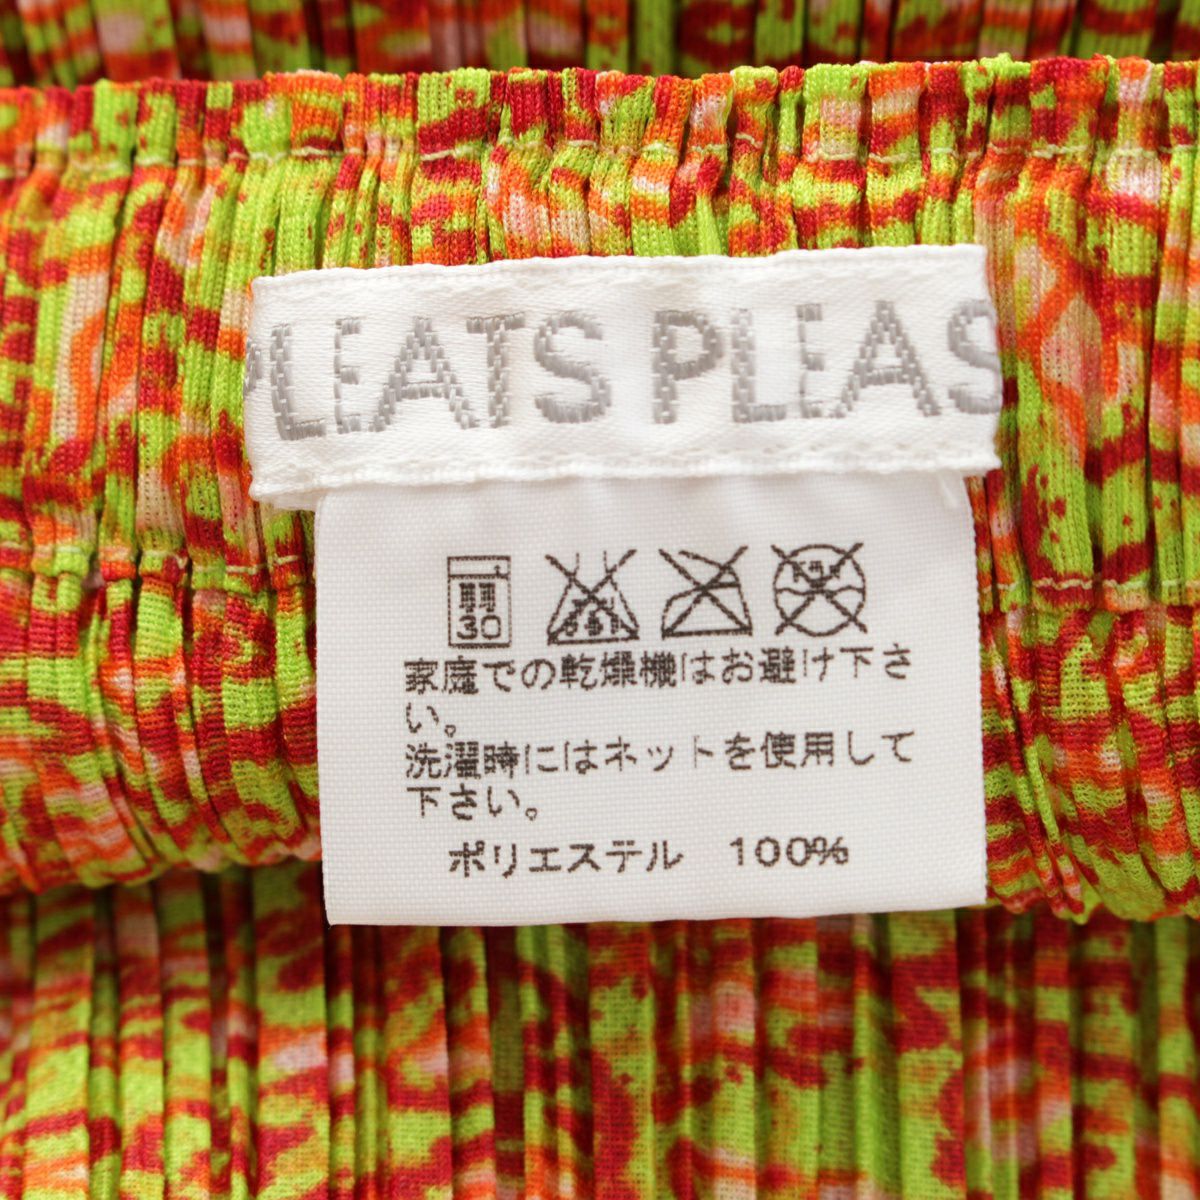 PLEATS PLEAS
弱
30
家庭での乾燥機はお避け下さ
い。
洗濯時にはネットを使用して
下さい。
ポリエステル 100%